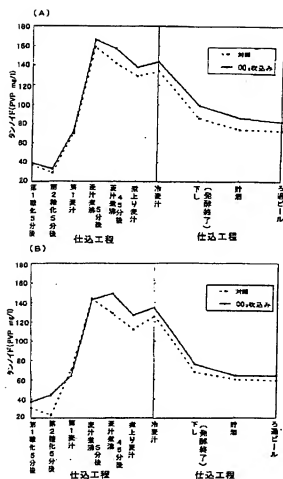 (A)
タンノイド(PVP mg/l)
180
160
140
120
100
80
60
40
20
0
対照
CO₂吹込み
第1糖化5分後
第2糖化5分後
第1麦汁
麦汁煮沸5分後
麦汁煮沸45分後
煮上り麦汁
冷麦汁
下し(発酵終了)
貯酒
ろ過ビール
仕込工程
仕込工程
(B)
タンノイド(PVP mg/l)
180
160
140
120
100
80
60
40
20
0
対照
CO₂吹込み
第1糖化5分後
第2糖化5分後
第1麦汁
麦汁煮沸5分後
麦汁煮沸45分後
煮上り麦汁
冷麦汁
下し(発酵終了)
貯酒
ろ過ビール
仕込工程
仕込工程